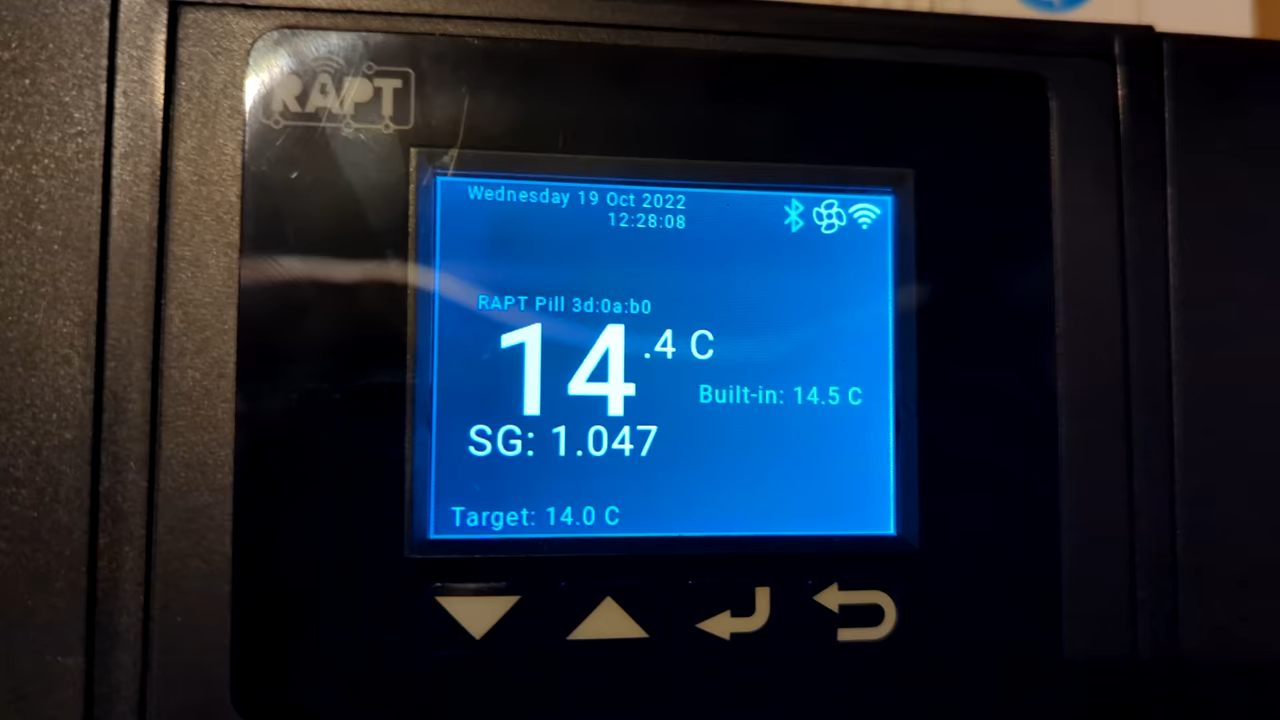 RAPT
Wednesday 19 Oct 2022
12:28:08
RAPT Pill 3d:0a:b0
14.4 C
Built-in: 14.5 C
SG: 1.047
Target: 14.0 C